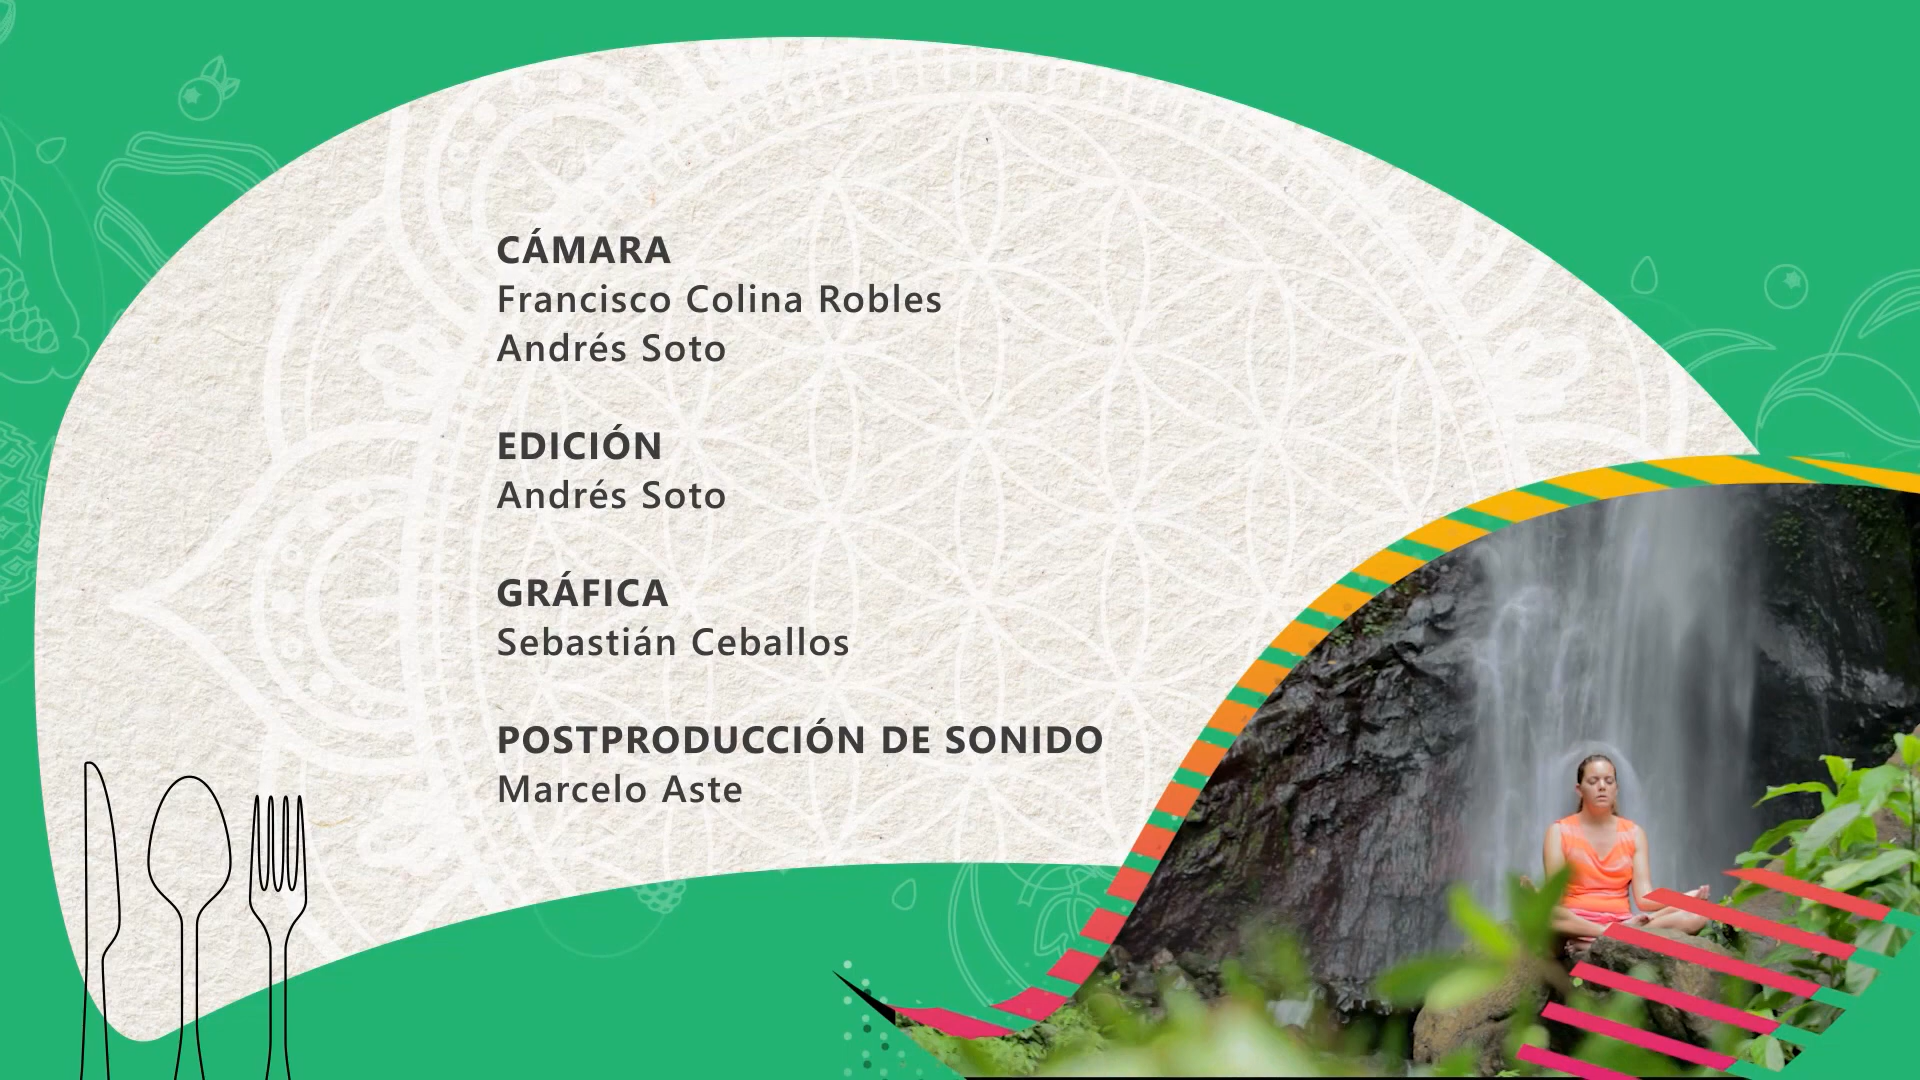 CÁMARA
Francisco Colina Robles
Andrés Soto
EDICIÓN
Andrés Soto
GRÁFICA
Sebastián Ceballos
POSTPRODUCCIÓN DE SONIDO
Marcelo Aste